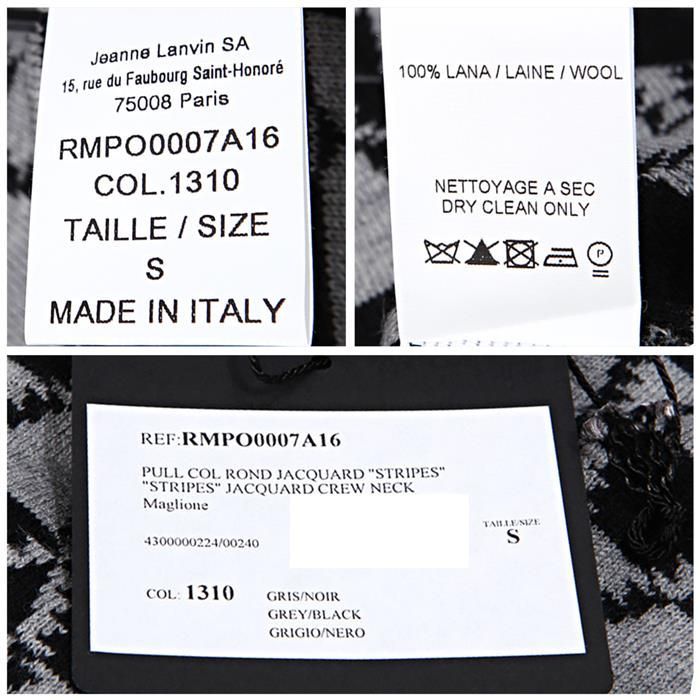 Jeanne Lanvin SA
15, rue du Faubourg Saint-Honoré
75008 Paris
RMPO0007A16
COL.1310
TAILLE / SIZE
S
MADE IN ITALY
100% LANA / LAINE / WOOL
NETTOYAGE A SEC
DRY CLEAN ONLY
P
REF:RMPO0007A16
PULL COL ROND JACQUARD "STRIPES"
"STRIPES" JACQUARD CREW NECK
Maglione
TAILLE/SIZE
S
4300000224/00240
COL: 1310 GRIS/NOIR
GREY/BLACK
GRIGIO/NERO